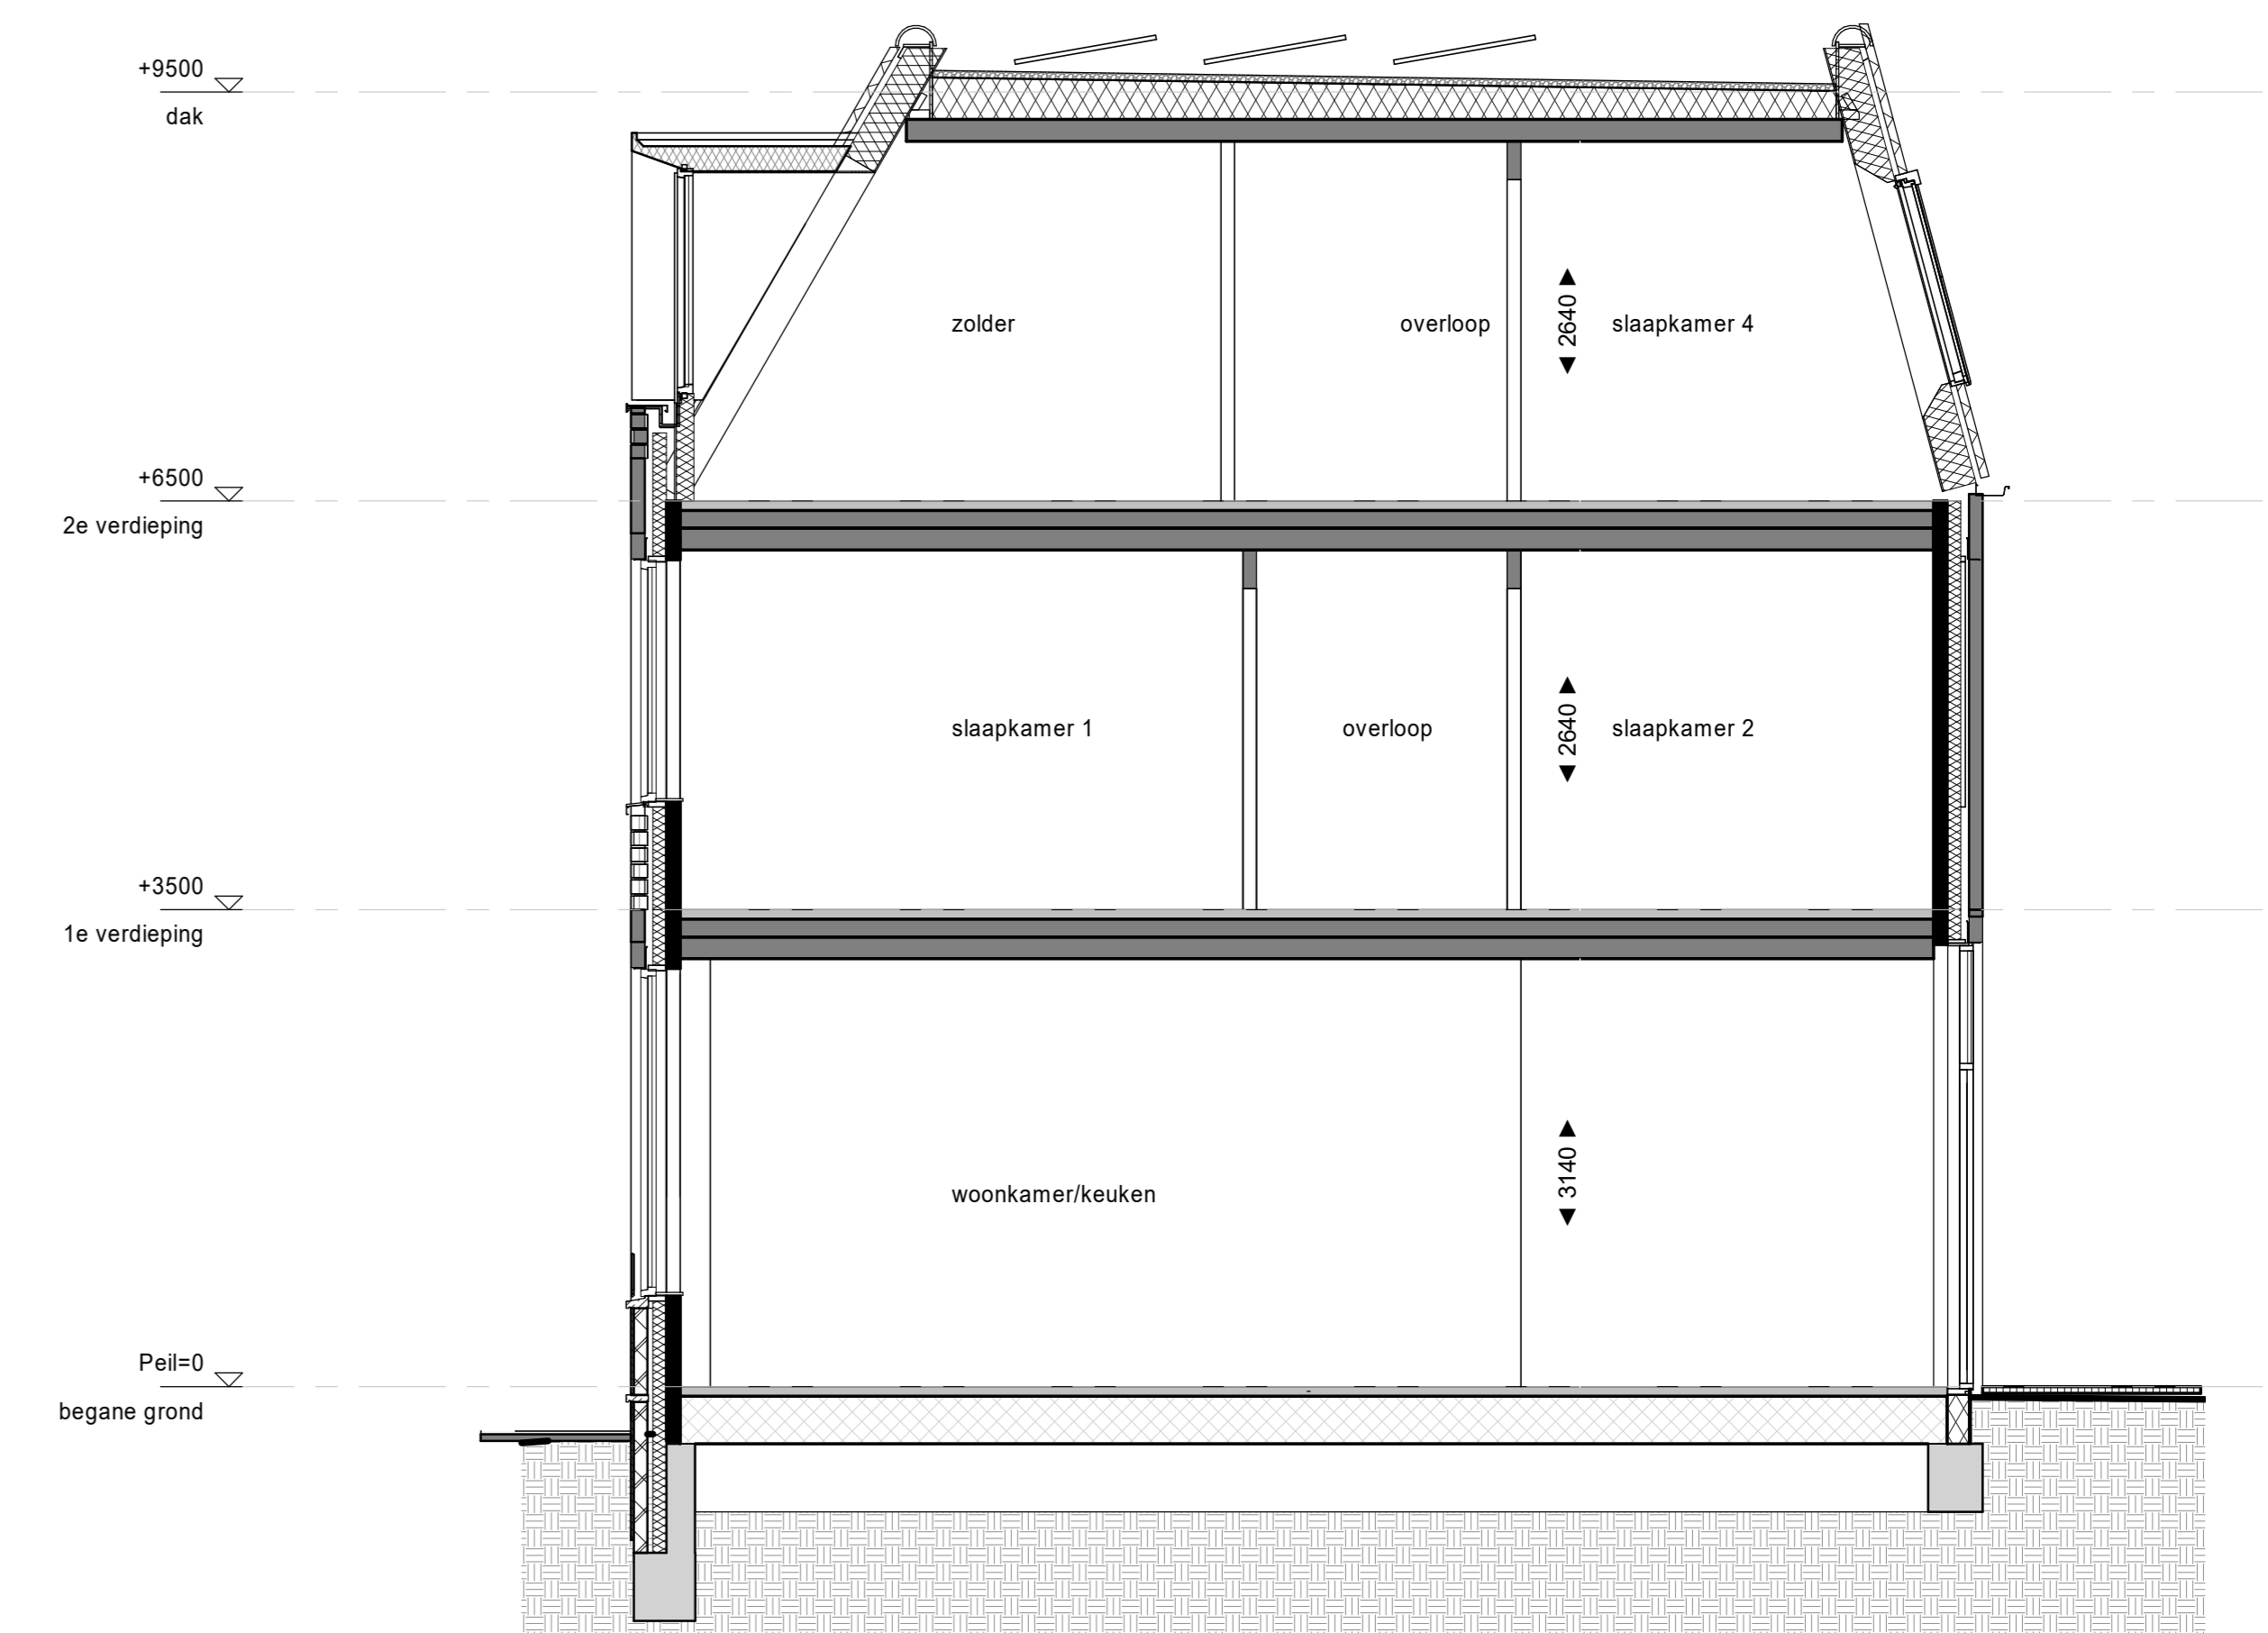 +9500
dak
zolder
overloop
2640
slaapkamer 4
+6500
2e verdieping
slaapkamer 1
overloop
2640
slaapkamer 2
+3500
1e verdieping
woonkamer/keuken
3140
Peil=0
begane grond